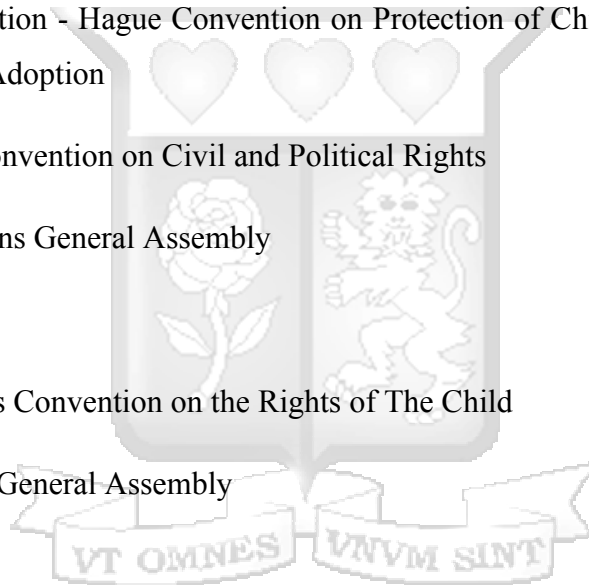 tion - Hague Convention on Protection of Ch
Adoption
onvention on Civil and Political Rights
ns General Assembly
s Convention on the Rights of The Child
General Assembly
VT OMNES VNVM SINT